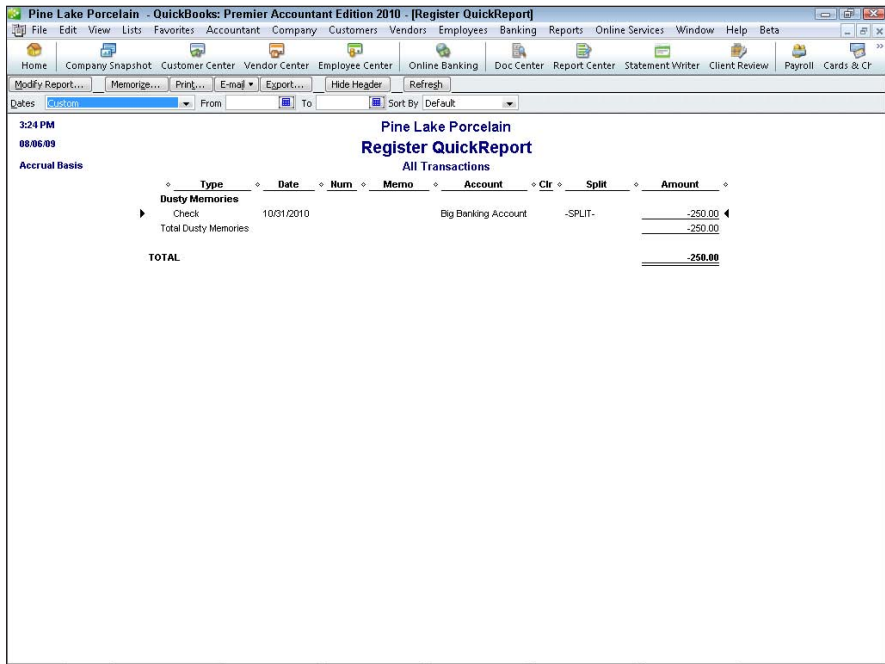 Pine Lake Porcelain - QuickBooks: Premier Accountant Edition 2010 - [Register QuickReport]
File Edit View Lists Favorites Accountant Company Customers Vendors Employees Banking Reports Online Services Window Help Beta
Home Company Snapshot Customer Center Vendor Center Employee Center Online Banking Doc Center Report Center Statement Writer Client Review Payroll Cards & Cr
Modify Report... Memorize... Print... E-mail Export... Hide Header Refresh
Dates Custom From To Sort By Default
3:24 PM Pine Lake Porcelain
08/06/09 Register QuickReport
Accrual Basis All Transactions
Type Date Num Memo Account Clr Split Amount
Dusty Memories
Check 10/31/2010 Big Banking Account -SPLIT- -250.00
Total Dusty Memories -250.00
TOTAL -250.00